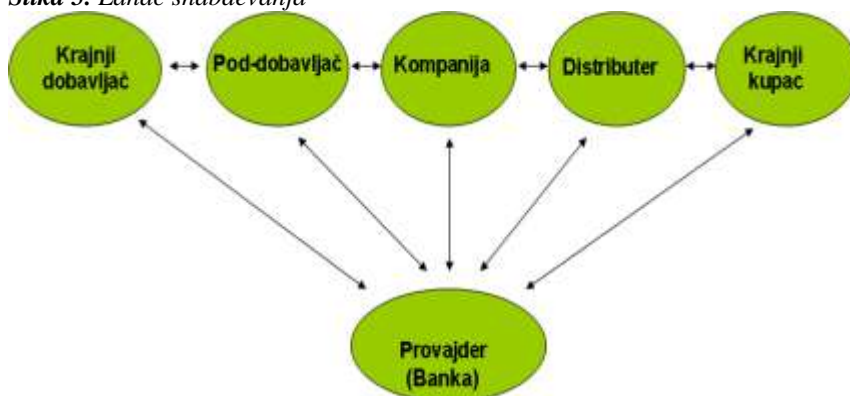 Krajnji
dobavljač
Pod-dobavljač
Kompanija
Distributer
Krajnji
kupac
Provajder
(Banka)